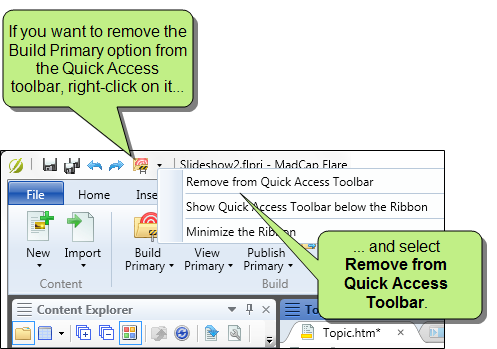 If you want to remove the
Build Primary option from
the Quick Access
toolbar, right-click on it...
Slideshow2.flprj - MadCap Flare
Remove from Quick Access Toolbar
Show Quick Access Toolbar below the Ribbon
Minimize the Ribbon
File Home Inse
New Import Build Primary View Primary Publish Primary
Content Build
... and select
Remove from
Quick Access
Toolbar.
Content Explorer
To
Topic.htm*